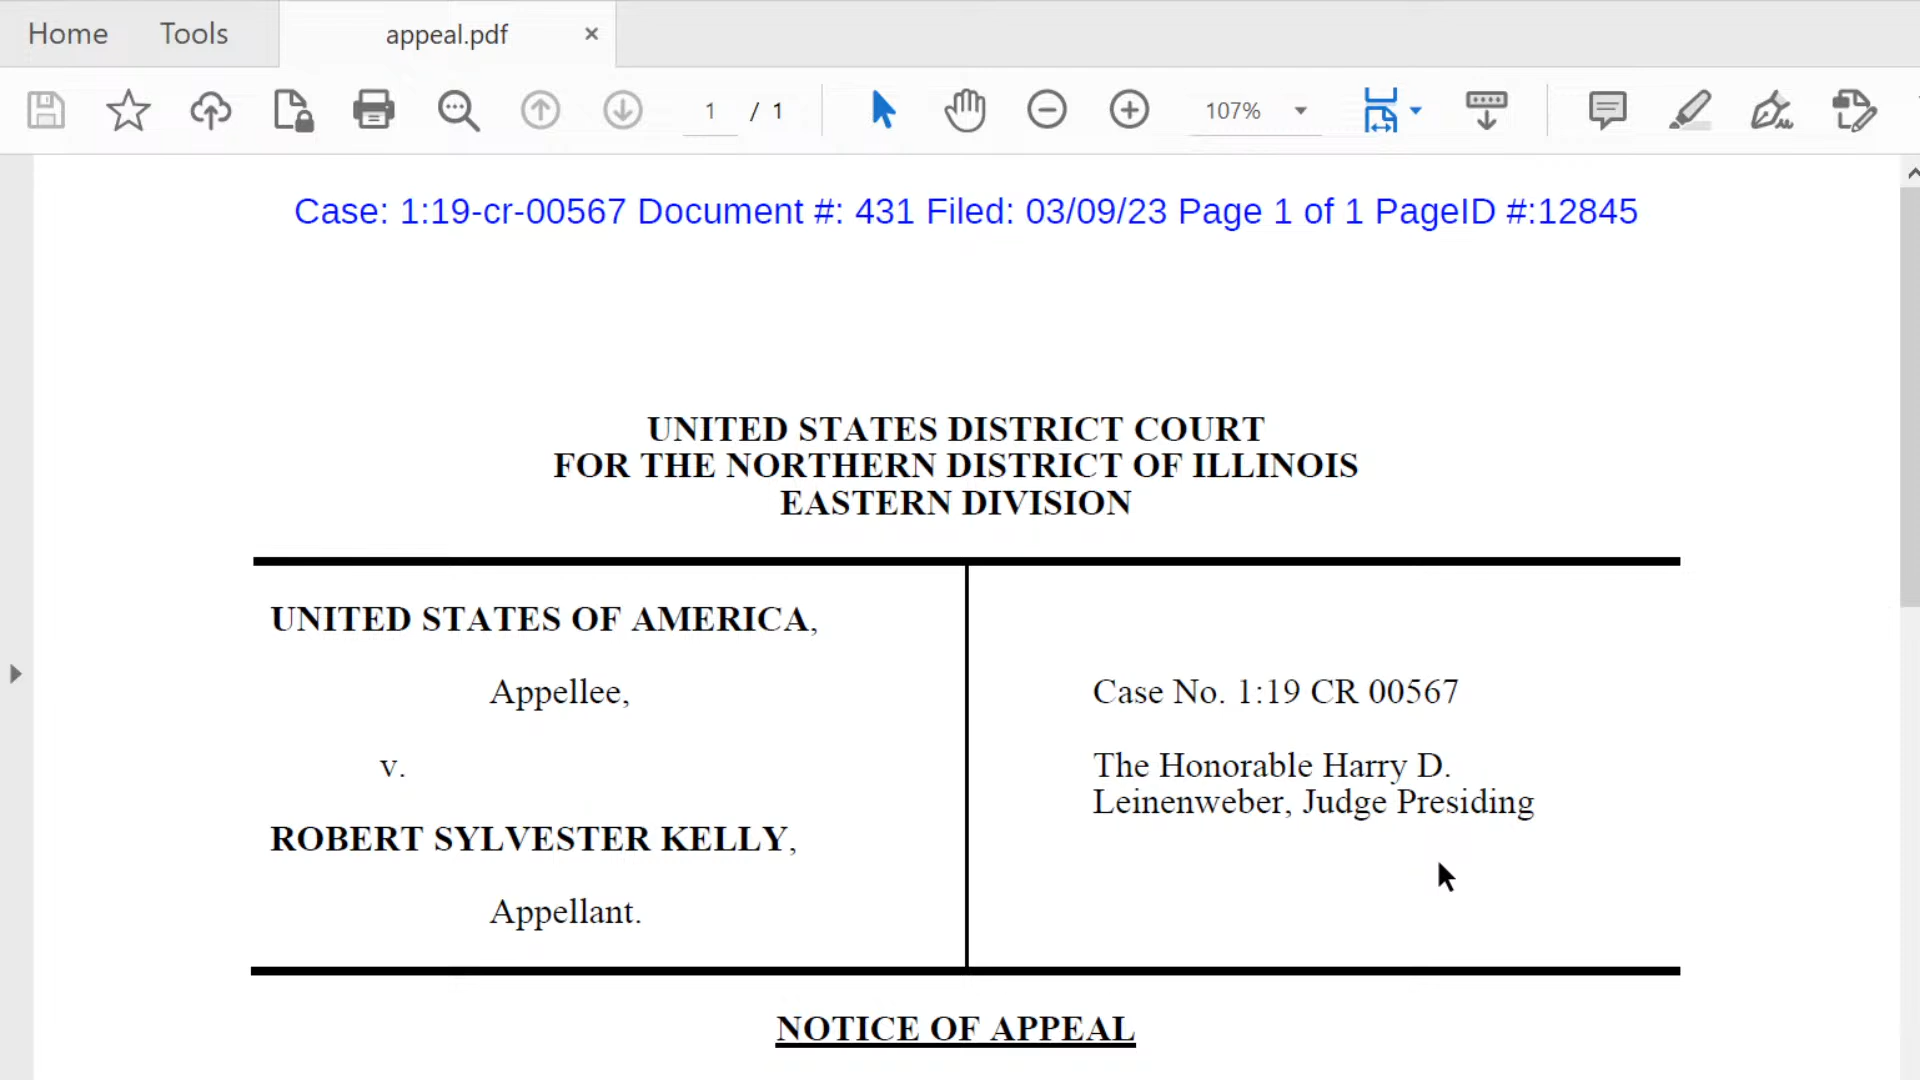 Home Tools appeal.pdf ×
1 / 1 107%
Case: 1:19-cr-00567 Document #: 431 Filed: 03/09/23 Page 1 of 1 PageID #:12845
UNITED STATES DISTRICT COURT
FOR THE NORTHERN DISTRICT OF ILLINOIS
EASTERN DIVISION
UNITED STATES OF AMERICA,
Appellee,
v.
ROBERT SYLVESTER KELLY,
Appellant.
Case No. 1:19 CR 00567
The Honorable Harry D.
Leinenweber, Judge Presiding
NOTICE OF APPEAL